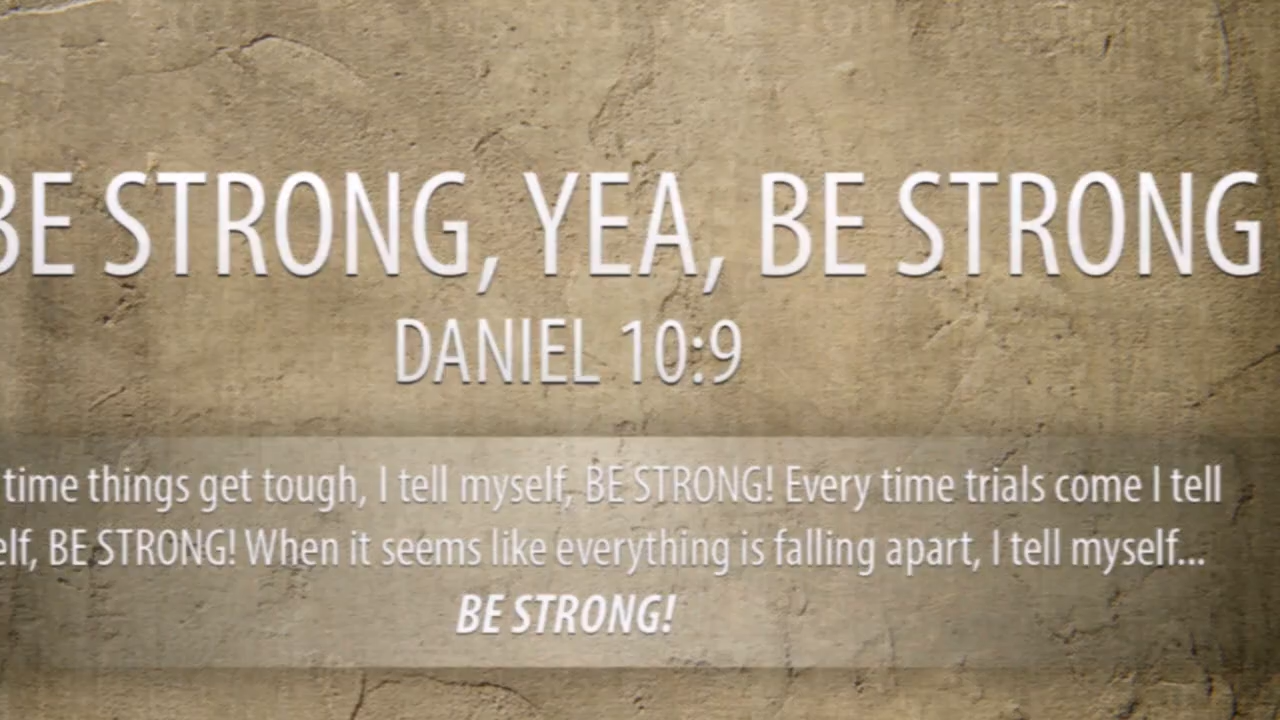 BE STRONG, YEA, BE STRONG
DANIEL 10:9
time things get tough, I tell myself, BE STRONG! Every time trials come I tell
elf, BE STRONG! When it seems like everything is falling apart, I tell myself...
BE STRONG!